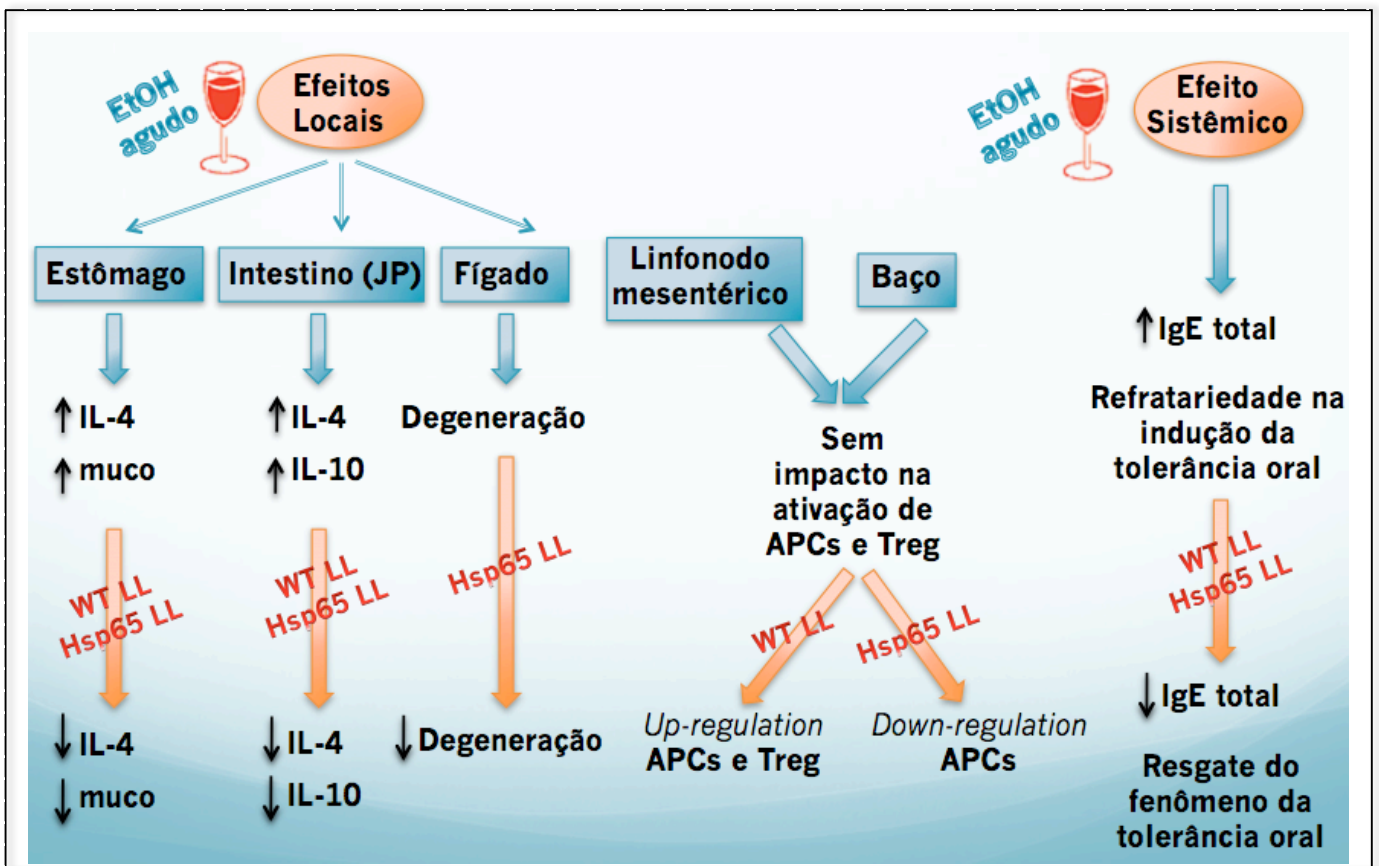 EtOH
agudo
Efeitos
Locais
Estômago
↑ IL-4
↑ muco
WT LL
Hsp65 LL
↓ IL-4
↓ muco
Intestino (JP)
↑ IL-4
↑ IL-10
WT LL
Hsp65 LL
↓ IL-4
↓ IL-10
Fígado
Degeneração
Hsp65 LL
↓ Degeneração
Linfonodo
mesentérico
Baço
Sem
impacto na
ativação de
APCs e Treg
WT LL
Up-regulation
APCs e Treg
Hsp65 LL
Down-regulation
APCs
EtOH
agudo
Efeito
Sistêmico
↑ IgE total
Refratariedade na
indução da
tolerância oral
WT LL
Hsp65 LL
↓ IgE total
Resgate do
fenômeno da
tolerância oral